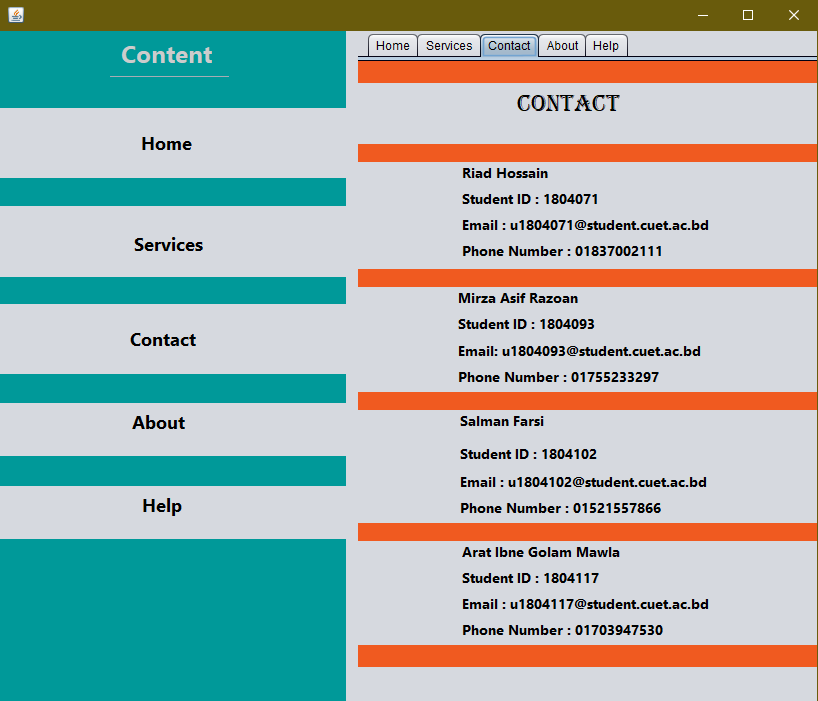 Content
Home
Services
Contact
About
Help
Home Services Contact About Help
CONTACT
Riad Hossain
Student ID : 1804071
Email : u1804071@student.cuet.ac.bd
Phone Number : 01837002111
Mirza Asif Razoan
Student ID : 1804093
Email: u1804093@student.cuet.ac.bd
Phone Number : 01755233297
Salman Farsi
Student ID : 1804102
Email : u1804102@student.cuet.ac.bd
Phone Number : 01521557866
Arat Ibne Golam Mawla
Student ID : 1804117
Email : u1804117@student.cuet.ac.bd
Phone Number : 01703947530